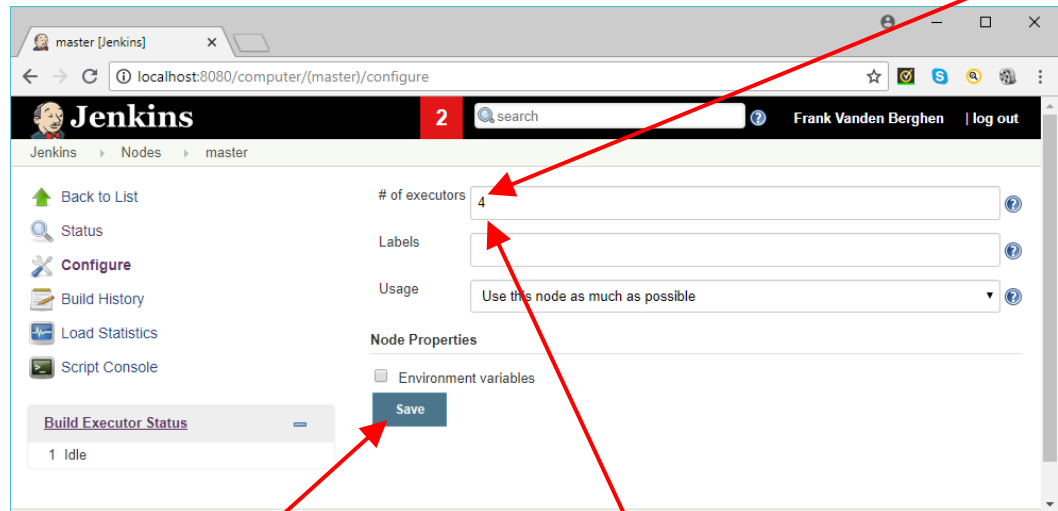 master [Jenkins]
localhost:8080/computer/(master)/configure
Jenkins
2
search
Frank Vanden Berghen | log out
Jenkins Nodes master
Back to List
Status
Configure
Build History
Load Statistics
Script Console
Build Executor Status
1 Idle
# of executors
4
Labels
Usage
Use this node as much as possible
Node Properties
Environment variables
Save